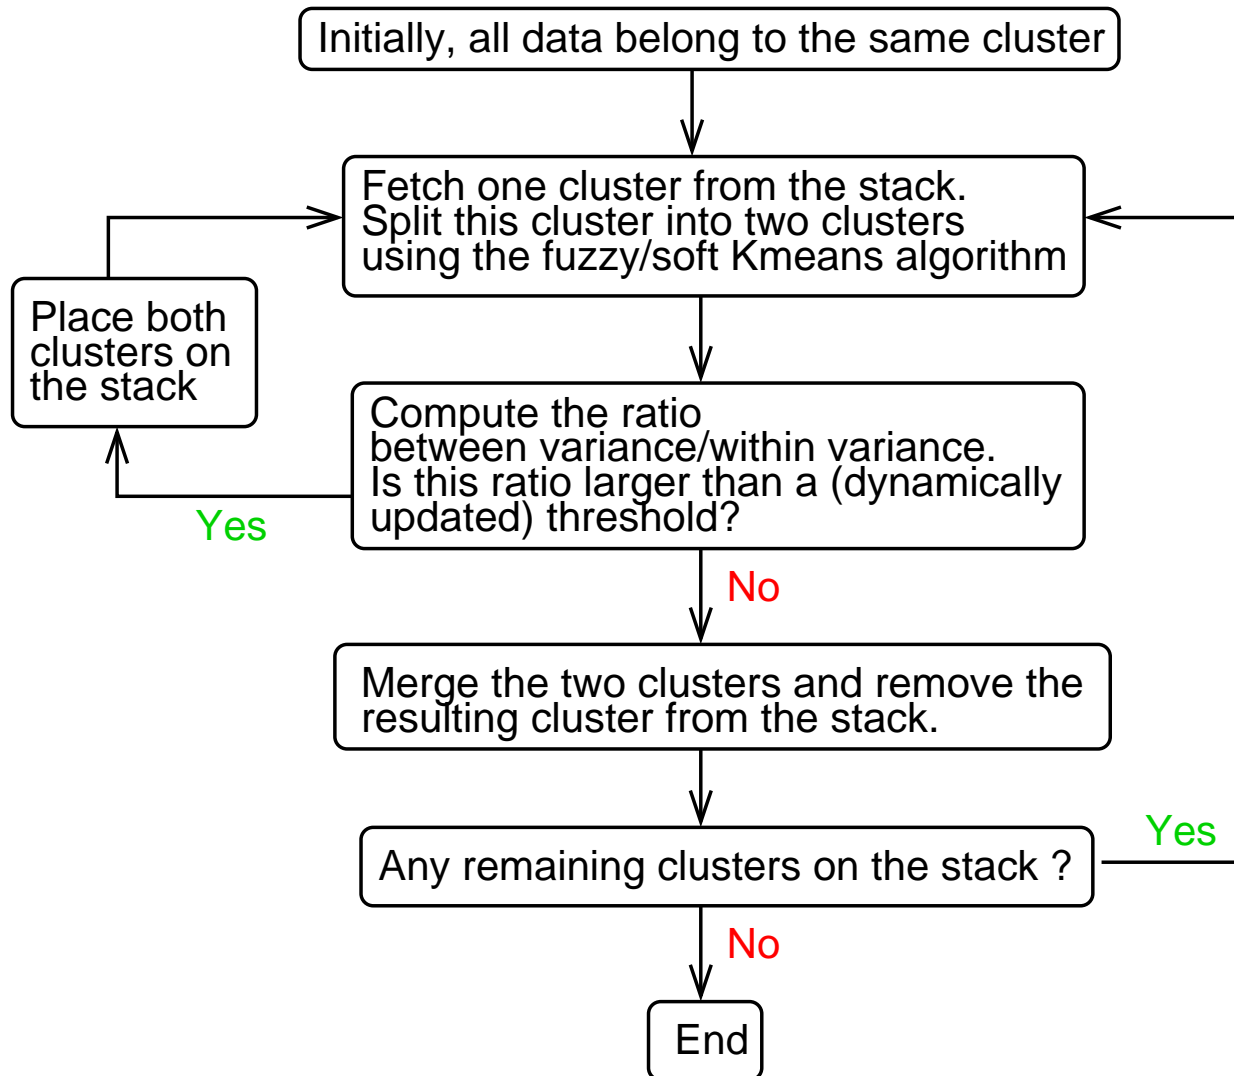 Initially, all data belong to the same cluster
Fetch one cluster from the stack.
Split this cluster into two clusters
using the fuzzy/soft Kmeans algorithm
Place both
clusters on
the stack
Compute the ratio
between variance/within variance.
Is this ratio larger than a (dynamically
updated) threshold?
Yes
No
Merge the two clusters and remove the
resulting cluster from the stack.
Any remaining clusters on the stack ?
Yes
No
End